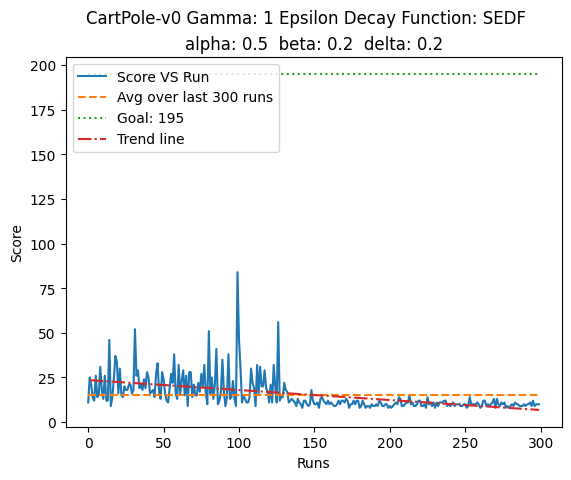 CartPole-v0 Gamma: 1 Epsilon Decay Function: SEDF
alpha: 0.5  beta: 0.2  delta: 0.2
Score VS Run
Avg over last 300 runs
Goal: 195
Trend line
200
175
150
125
100
75
50
25
0
Score
0 50 100 150 200 250 300
Runs